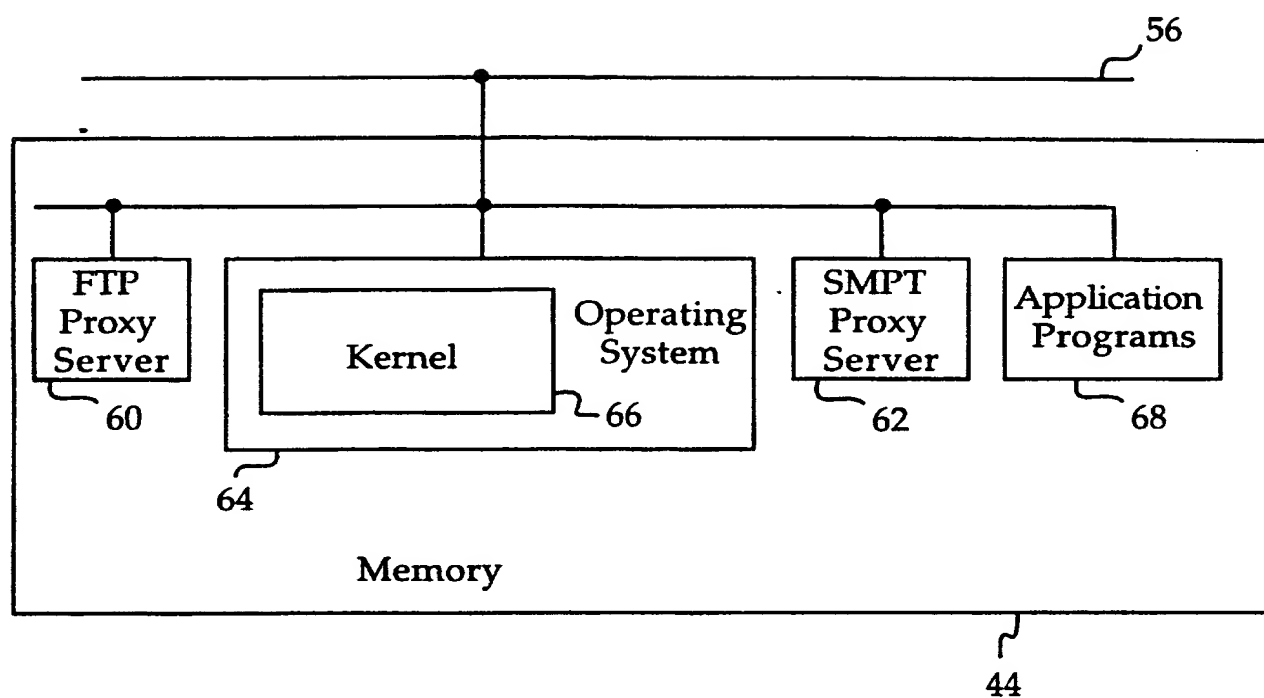 56
FTP
Proxy
Server
60
Kernel
Operating
System
66
64
SMPT
Proxy
Server
62
Application
Programs
68
Memory
44